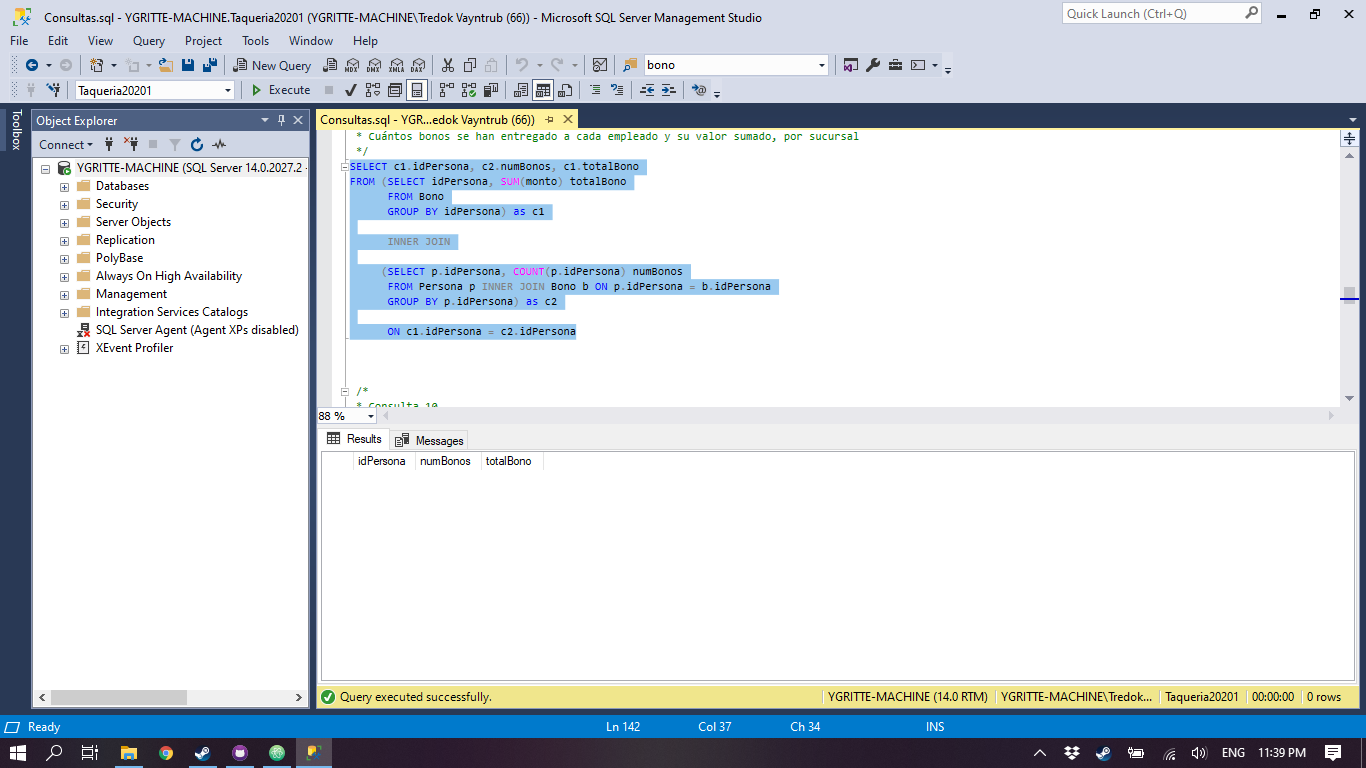 Consultas.sql - YGRITTE-MACHINE.Taqueria20201 (YGRITTE-MACHINE\Tredok Vayntrub (66)) - Microsoft SQL Server Management Studio
Quick Launch (Ctrl+Q)
File Edit View Query Project Tools Window Help
New Query MDX DMX XMLA DAX bono
Taqueria20201 Execute
Toolbox
Object Explorer
Connect
YGRITTE-MACHINE (SQL Server 14.0.2027.2 -
Databases
Security
Server Objects
Replication
PolyBase
Always On High Availability
Management
Integration Services Catalogs
SQL Server Agent (Agent XPs disabled)
XEvent Profiler
Consultas.sql - YGR...edok Vayntrub (66))
* Cuántos bonos se han entregado a cada empleado y su valor sumado, por sucursal
*/
SELECT c1.idPersona, c2.numBonos, c1.totalBono
FROM (SELECT idPersona, SUM(monto) totalBono
FROM Bono
GROUP BY idPersona) as c1
INNER JOIN
(SELECT p.idPersona, COUNT(p.idPersona) numBonos
FROM Persona p INNER JOIN Bono b ON p.idPersona = b.idPersona
GROUP BY p.idPersona) as c2
ON c1.idPersona = c2.idPersona
/*
* Consulta 10
88 %
Results Messages
idPersona numBonos totalBono
Query executed successfully. YGRITTE-MACHINE (14.0 RTM) YGRITTE-MACHINE\Tredok... Taqueria20201 00:00:00 0 rows
Ready Ln 142 Col 37 Ch 34 INS
ENG 11:39 PM